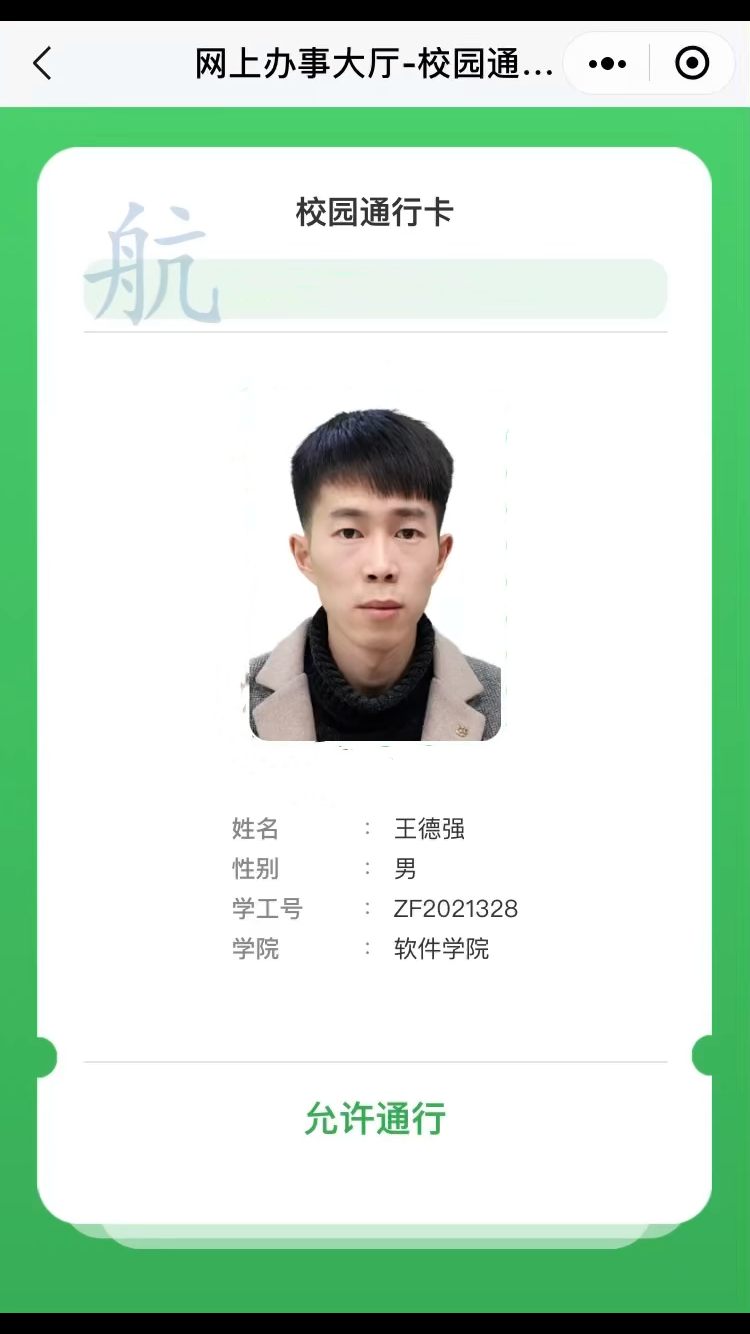 网上办事大厅-校园通...
校园通行卡
航
姓名 : 王德强
性别 : 男
学工号 : ZF2021328
学院 : 软件学院
允许通行